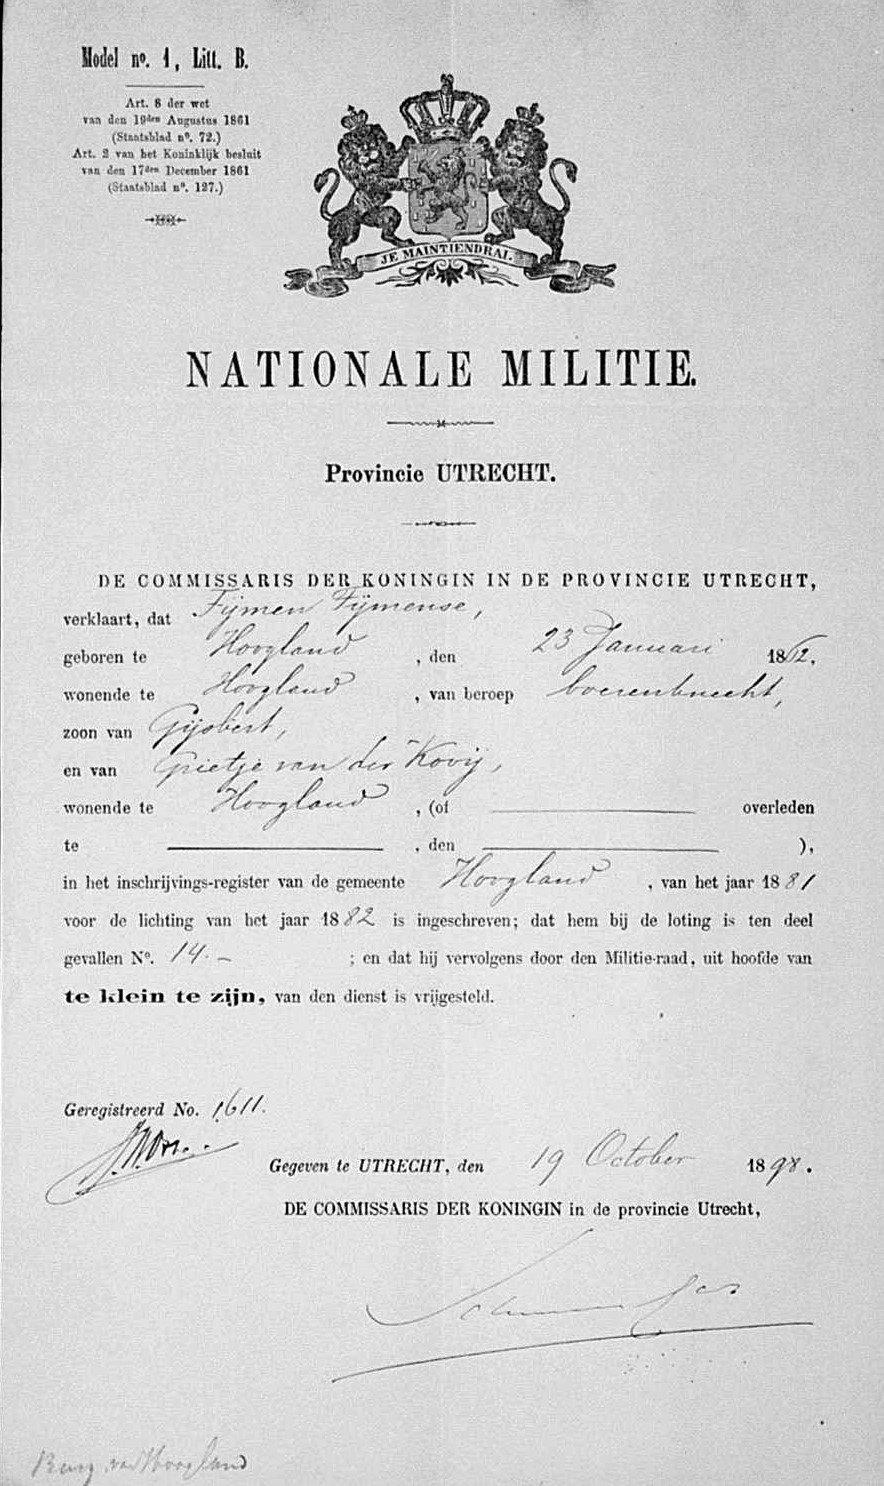 Model no. 1, Litt. B.
Art. 8 der wet
van den 19den Augustus 1861
(Staatsblad no. 72.)
Art. 2 van het Koninklijk besluit
van den 17den December 1861
(Staatsblad no. 127.)
JE MAINTIENDRAI.
NATIONALE MILITIE.
Provincie UTRECHT.
DE COMMISSARIS DER KONINGIN IN DE PROVINCIE UTRECHT,
verklaart, dat Tijmen Tijmense,
geboren te Hoogland, den 23 Januari 1862,
wonende te Hoogland, van beroep boerenknecht,
zoon van Gijsbert,
en van Grietje van der Kooij,
wonende te Hoogland, (of overleden
te , den ),
in het inschrijvings-register van de gemeente Hoogland, van het jaar 1881
voor de lichting van het jaar 1882 is ingeschreven; dat hem bij de loting is ten deel
gevallen No. 14.- ; en dat hij vervolgens door den Militie-raad, uit hoofde van
te klein te zijn, van den dienst is vrijgesteld.
Geregistreerd No. 1611.
Gegeven te UTRECHT, den 19 October 1898.
DE COMMISSARIS DER KONINGIN in de provincie Utrecht,
Burg. van Hoogland